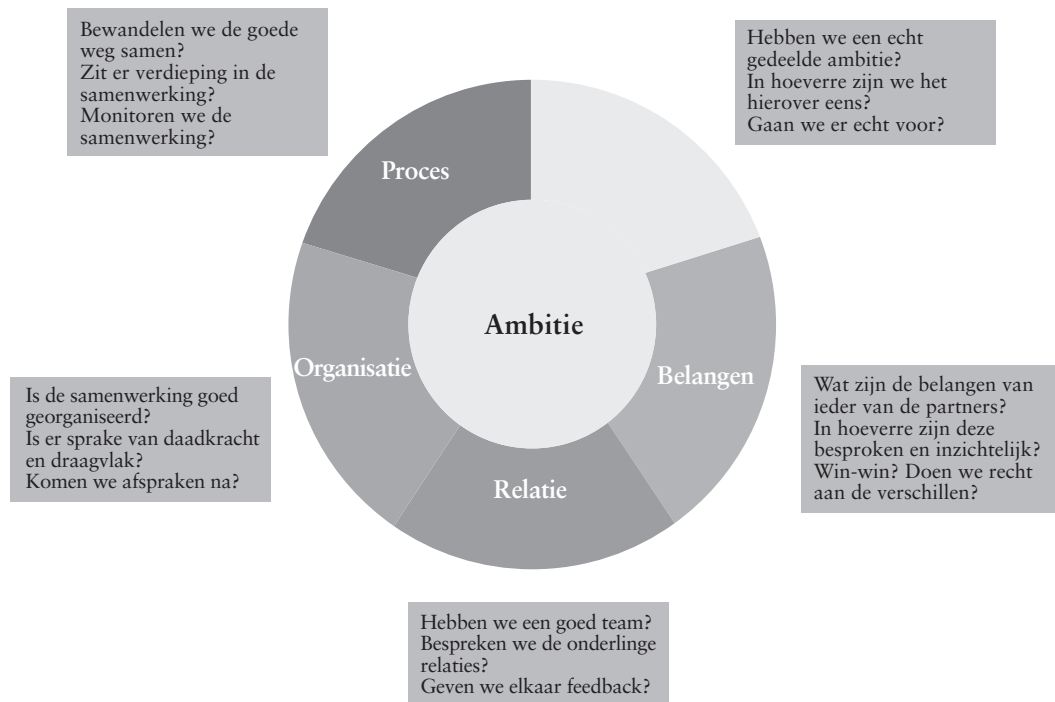 Bewandelen we de goede
weg samen?
Zit er verdieping in de
samenwerking?
Monitoren we de
samenwerking?
Hebben we een echt
gedeelde ambitie?
In hoeverre zijn we het
hierover eens?
Gaan we er echt voor?
Proces
Ambitie
Organisatie
Belangen
Relatie
Is de samenwerking goed
georganiseerd?
Is er sprake van daadkracht
en draagvlak?
Komen we afspraken na?
Wat zijn de belangen van
ieder van de partners?
In hoeverre zijn deze
besproken en inzichtelijk?
Win-win? Doen we recht
aan de verschillen?
Hebben we een goed team?
Bespreken we de onderlinge
relaties?
Geven we elkaar feedback?